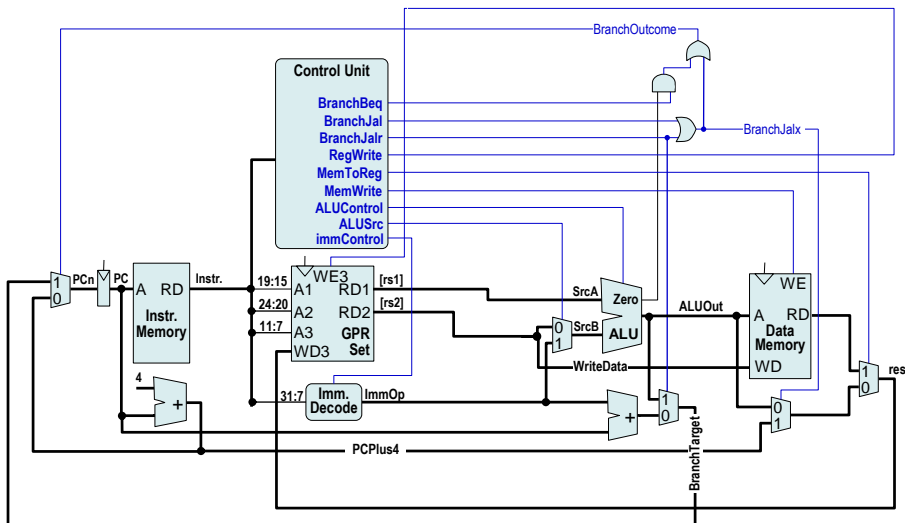 BranchOutcome
Control Unit
BranchBeq
BranchJal
BranchJalr
BranchJalx
RegWrite
MemToReg
MemWrite
ALUControl
ALUSrc
immControl
1
0
PCn
PC
A RD
Instr.
Memory
Instr.
19:15
24:20
11:7
31:7
WE3
A1 RD1
A2 RD2
A3 GPR
WD3 Set
[rs1]
[rs2]
SrcA
Zero
ALU
0
1
SrcB
WriteData
ALUOut
WE
A RD
Data
Memory
WD
1
0
res
4
+
Imm.
Decode
ImmOp
+
1
0
0
1
BranchTarget
PCPlus4